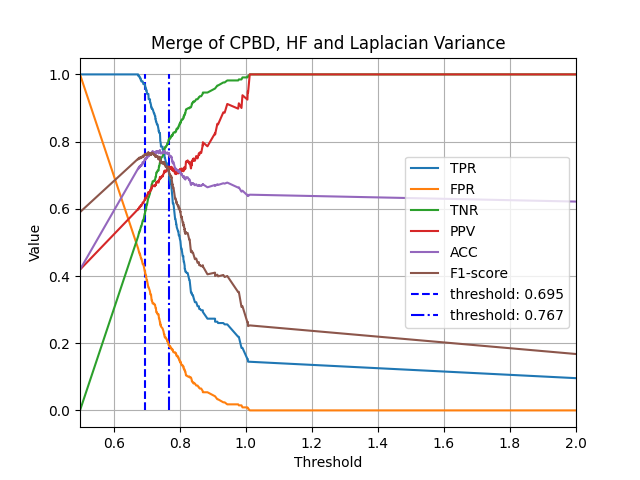 Merge of CPBD, HF and Laplacian Variance
1.0
0.8
0.6
0.4
0.2
0.0
Value
TPR
FPR
TNR
PPV
ACC
F1-score
threshold: 0.695
threshold: 0.767
0.6 0.8 1.0 1.2 1.4 1.6 1.8 2.0
Threshold